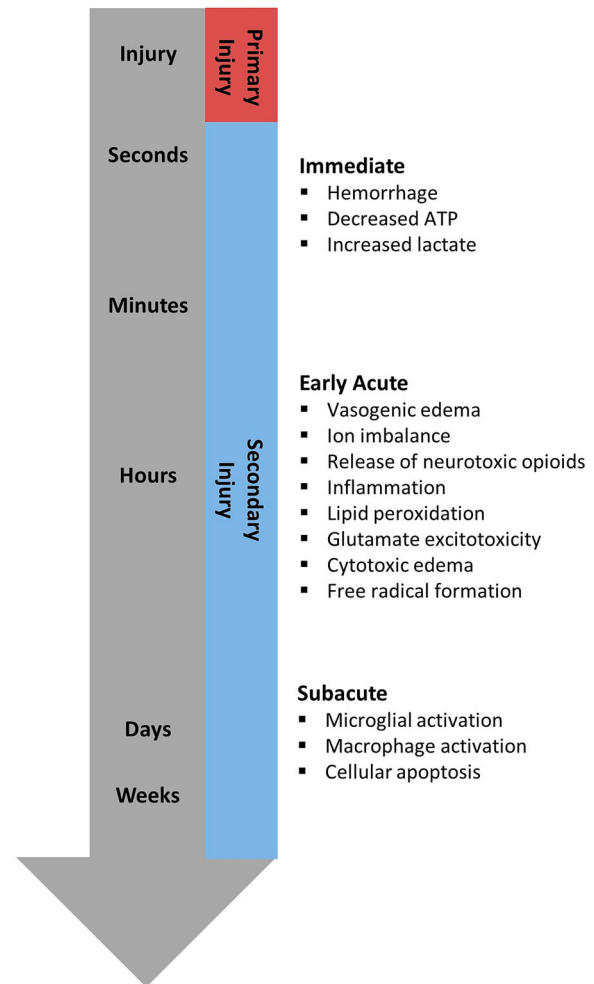 Injury
Primary
Injury
Seconds
Immediate
▪ Hemorrhage
▪ Decreased ATP
▪ Increased lactate
Minutes
Early Acute
▪ Vasogenic edema
▪ Ion imbalance
▪ Release of neurotoxic opioids
▪ Inflammation
▪ Lipid peroxidation
▪ Glutamate excitotoxicity
▪ Cytotoxic edema
▪ Free radical formation
Hours
Secondary
Injury
Subacute
▪ Microglial activation
▪ Macrophage activation
▪ Cellular apoptosis
Days
Weeks